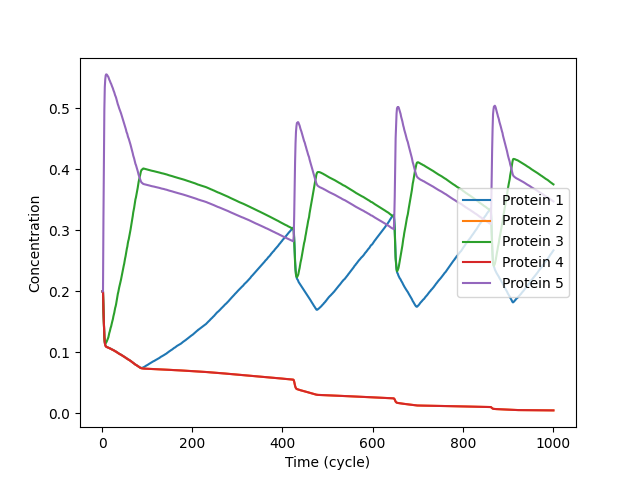 Concentration
0.5
0.4
0.3
0.2
0.1
0.0
Protein 1
Protein 2
Protein 3
Protein 4
Protein 5
0
200
400
600
800
1000
Time (cycle)